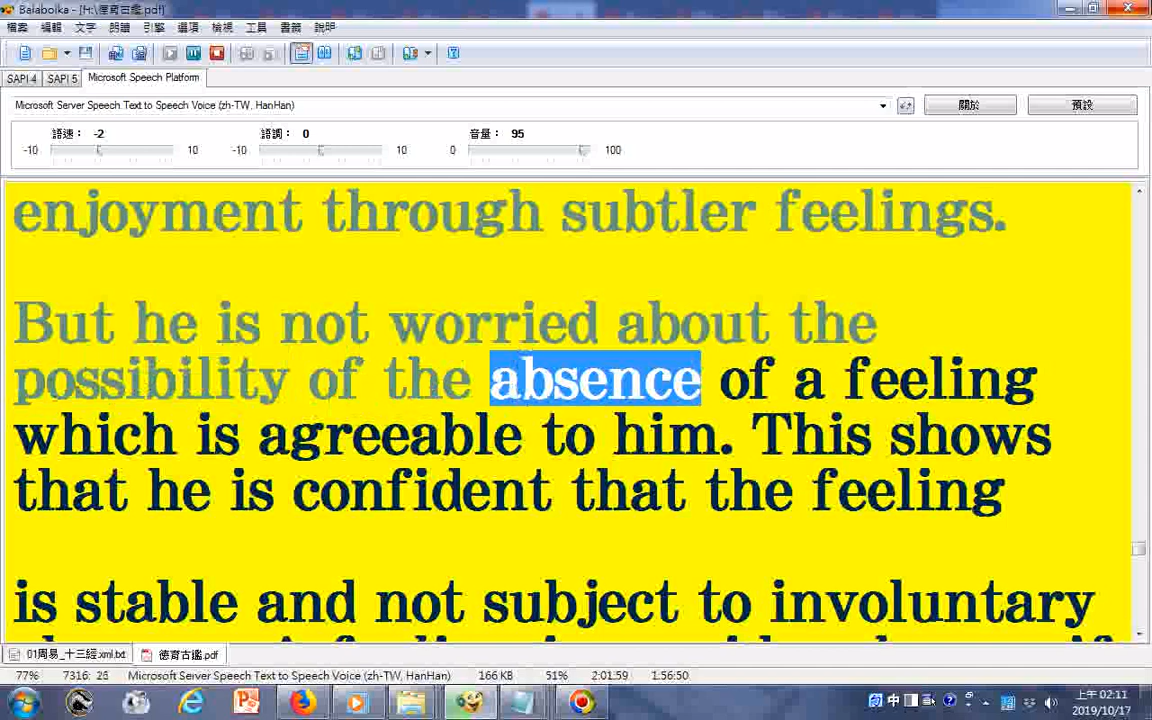 Balabolka - [H:\德育古鑑.pdf]
檔案 編輯 文字 朗讀 引擎 選項 檢視 工具 書籤 說明
SAPI 4 SAPI 5 Microsoft Speech Platform
Microsoft Server Speech Text to Speech Voice (zh-TW, HanHan) 關於 預設
語速： -2 語調： 0 音量： 95
-10 10 -10 10 0 100
enjoyment through subtler feelings.
But he is not worried about the
possibility of the absence of a feeling
which is agreeable to him. This shows
that he is confident that the feeling
is stable and not subject to involuntary
01周易_十三經.xml.txt 德育古鑑.pdf
77% 7316: 26 Microsoft Server Speech Text to Speech Voice (zh-TW, HanHan) 166 KB 51% 2:01:59 1:56:50
中 上午 02:11
2019/10/17